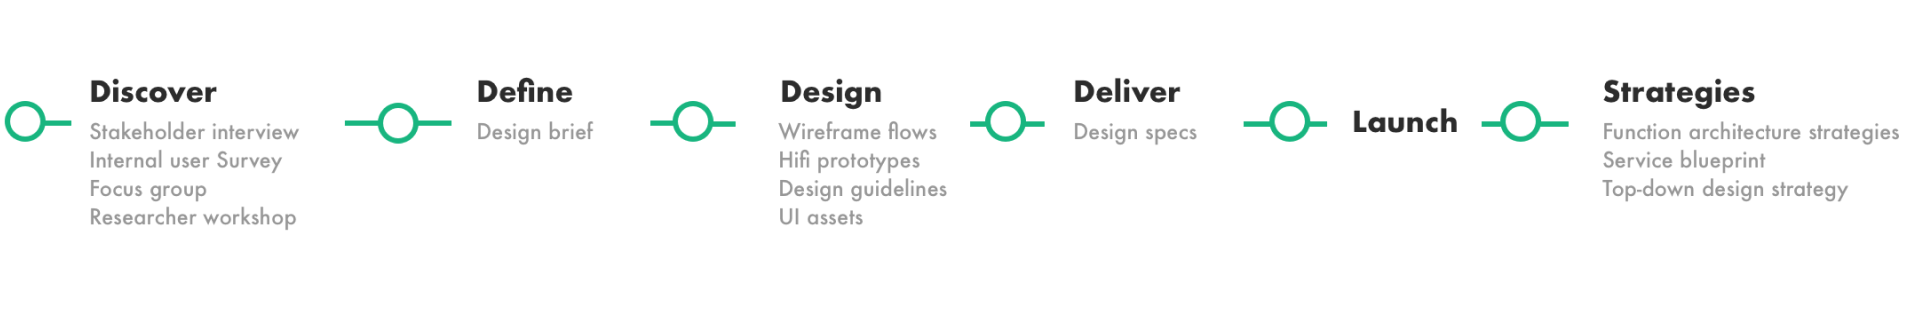 Discover
Stakeholder interview
Internal user Survey
Focus group
Researcher workshop
Define
Design brief
Design
Wireframe flows
Hifi prototypes
Design guidelines
UI assets
Deliver
Design specs
Launch
Strategies
Function architecture strategies
Service blueprint
Top-down design strategy